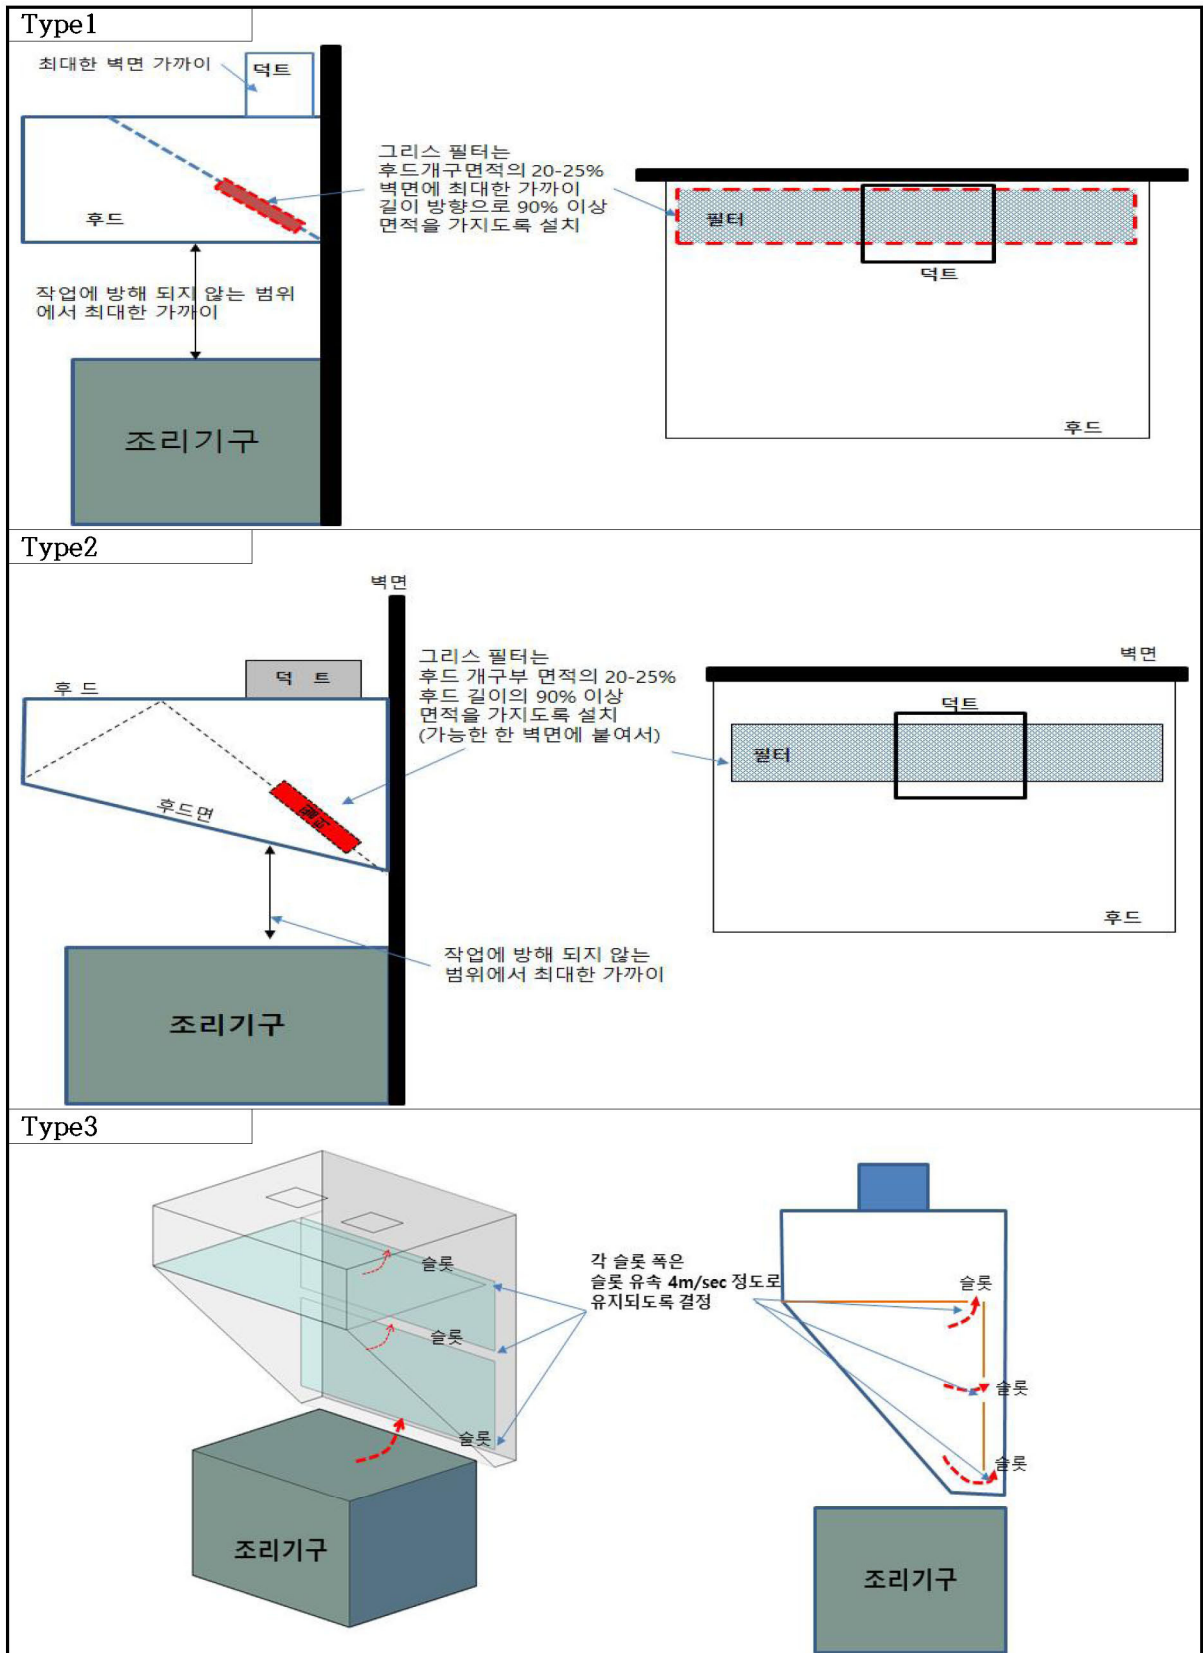 Type1
최대한 벽면 가까이
덕트
후드
그리스 필터는
후드개구면적의 20-25%
벽면에 최대한 가까이
길이 방향으로 90% 이상
면적을 가지도록 설치
필터
덕트
후드
작업에 방해 되지 않는 범위
에서 최대한 가까이
조리기구
Type2
벽면
덕 트
후 드
그리스 필터는
후드 개구부 면적의 20-25%
후드 길이의 90% 이상
면적을 가지도록 설치
(가능한 한 벽면에 붙여서)
후드면
필터
벽면
덕트
필터
후드
작업에 방해 되지 않는
범위에서 최대한 가까이
조리기구
Type3
슬롯
슬롯
슬롯
각 슬롯 폭은
슬롯 유속 4m/sec 정도로
유지되도록 결정
슬롯
슬롯
슬롯
조리기구
조리기구